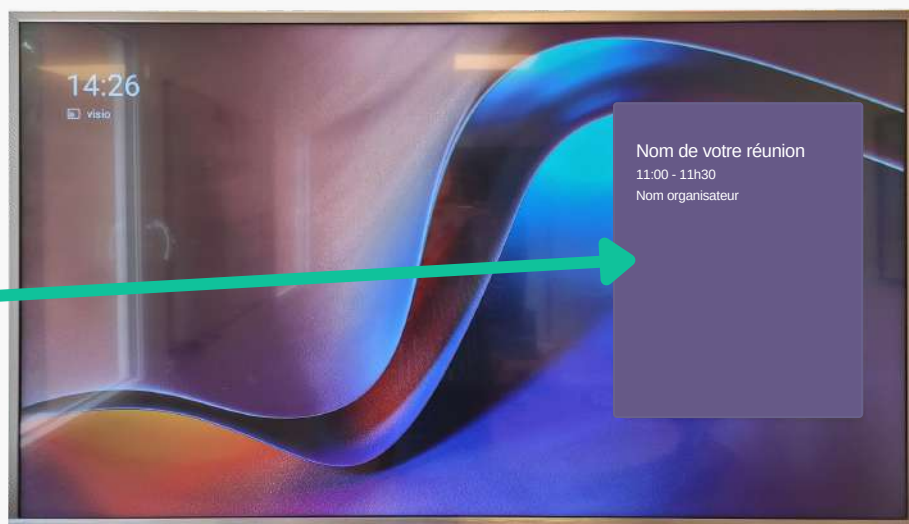 14:26
visio
Nom de votre réunion
11:00 - 11h30
Nom organisateur